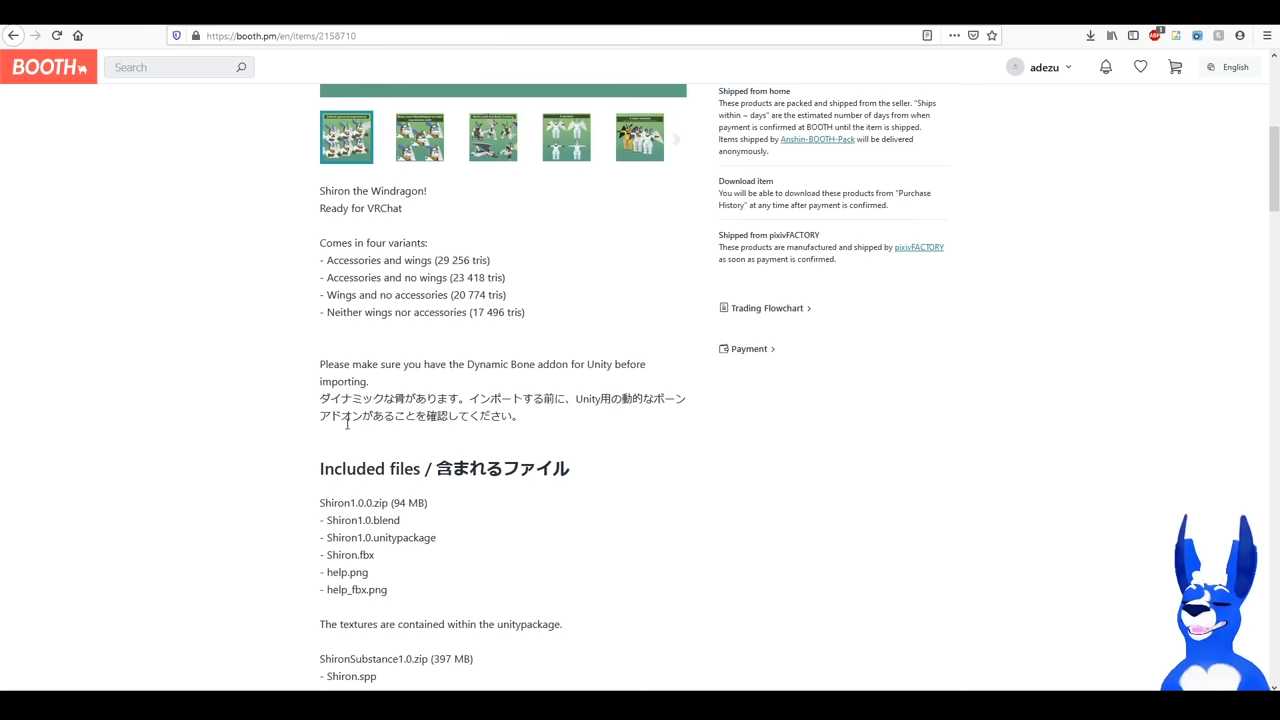 https://booth.pm/en/items/2158710
BOOTH
Search
adezu
English
Shiron the Windragon!
Ready for VRChat
Comes in four variants:
- Accessories and wings (29 256 tris)
- Accessories and no wings (23 418 tris)
- Wings and no accessories (20 774 tris)
- Neither wings nor accessories (17 496 tris)
Please make sure you have the Dynamic Bone addon for Unity before
importing.
ダイナミックな骨があります。インポートする前に、Unity用の動的なボーン
アドオンがあることを確認してください。
Included files / 含まれるファイル
Shiron1.0.0.zip (94 MB)
- Shiron1.0.blend
- Shiron1.0.unitypackage
- Shiron.fbx
- help.png
- help_fbx.png
The textures are contained within the unitypackage.
ShironSubstance1.0.zip (397 MB)
- Shiron.spp
Shipped from home
These products are packed and shipped from the seller. "Ships
within ~ days" are the estimated number of days from when
payment is confirmed at BOOTH until the item is shipped.
Items shipped by Anshin-BOOTH-Pack will be delivered
anonymously.
Download item
You will be able to download these products from "Purchase
History" at any time after payment is confirmed.
Shipped from pixivFACTORY
These products are manufactured and shipped by pixivFACTORY
as soon as payment is confirmed.
Trading Flowchart
Payment